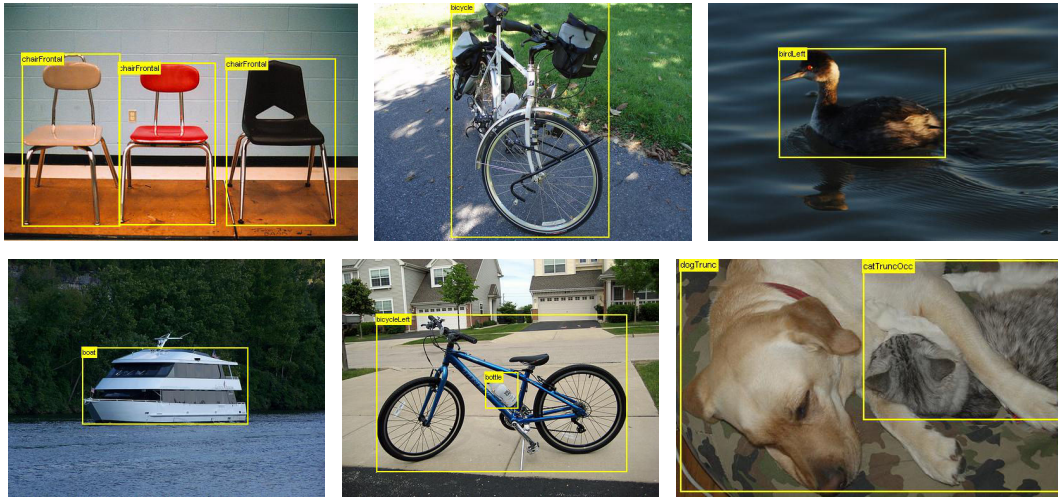 chairFrontal
chairFrontal
chairFrontal
bicycle
birdLeft
boat
bicycleLeft
bottle
dogTrunc
catTruncOcc